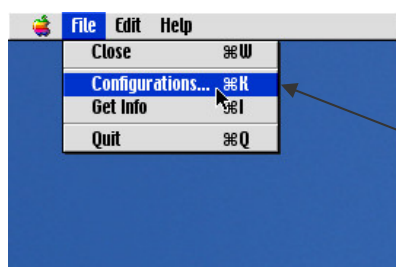 File Edit Help
Close ⌘W
Configurations... ⌘K
Get Info ⌘I
Quit ⌘Q